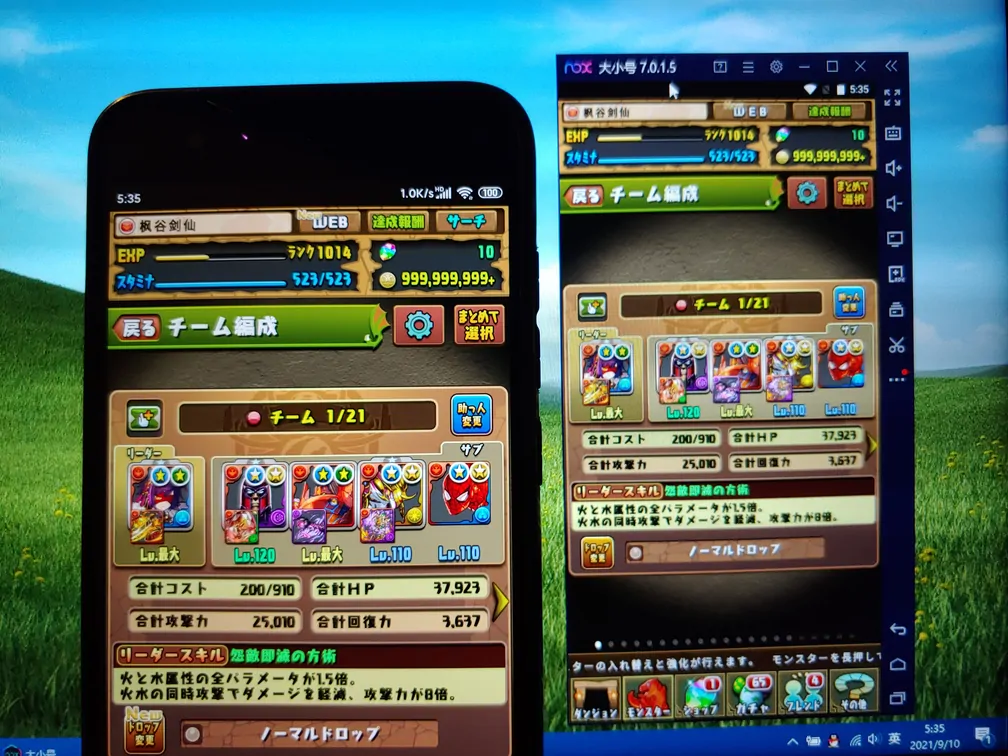 5:35
1.0K/s
HD
100
枫谷剑仙
New
WEB
達成報酬
サーチ
EXP
ランク1014
10
スタミナ
523/523
999,999,999+
戻る
チーム編成
まとめて
選択
チーム 1/21
助っ人
変更
リーダー
サブ
Lv.最大
Lv.120
Lv.最大
Lv.110
Lv.110
合計コスト
200/910
合計HP
37,923
合計攻撃力
25,010
合計回復力
3,637
リーダースキル
怨敵即滅の方術
火と水属性の全パラメータが1.5倍。
火水の同時攻撃でダメージを軽減、攻撃力が8倍。
New
ドロップ
変更
ノーマルドロップ
nox
大小号 7.0.1.5
5:35
枫谷剑仙
WEB
達成報酬
EXP
ランク1014
10
スタミナ
523/523
999,999,999+
戻る
チーム編成
まとめて
選択
チーム 1/21
助っ人
変更
リーダー
サブ
Lv.最大
Lv.120
Lv.最大
Lv.110
Lv.110
合計コスト
200/910
合計HP
37,923
合計攻撃力
25,010
合計回復力
3,637
リーダースキル
怨敵即滅の方術
火と水属性の全パラメータが1.5倍。
火水の同時攻撃でダメージを軽減、攻撃力が8倍。
ドロップ
変更
ノーマルドロップ
ターの入れ替えと強化が行えます。 モンスターを長押して
1
65
4
ダンジョン
モンスター
ショップ
ガチャ
フレンド
その他
大小号
英
5:35
2021/9/10
1